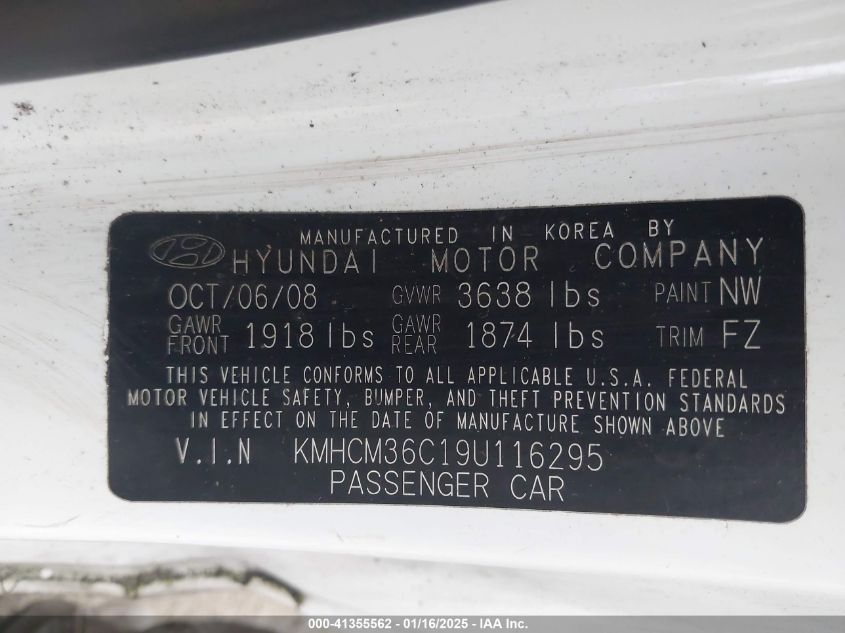 MANUFACTURED IN KOREA BY
HYUNDAI MOTOR COMPANY
OCT/06/08 GVWR 3638 lbs PAINT NW
GAWR FRONT 1918 lbs GAWR REAR 1874 lbs TRIM FZ
THIS VEHICLE CONFORMS TO ALL APPLICABLE U.S.A. FEDERAL
MOTOR VEHICLE SAFETY, BUMPER, AND THEFT PREVENTION STANDARDS
IN EFFECT ON THE DATE OF MANUFACTURE SHOWN ABOVE
V.I.N KMHCM36C19U116295
PASSENGER CAR
000-41355562 - 01/16/2025 - IAA Inc.